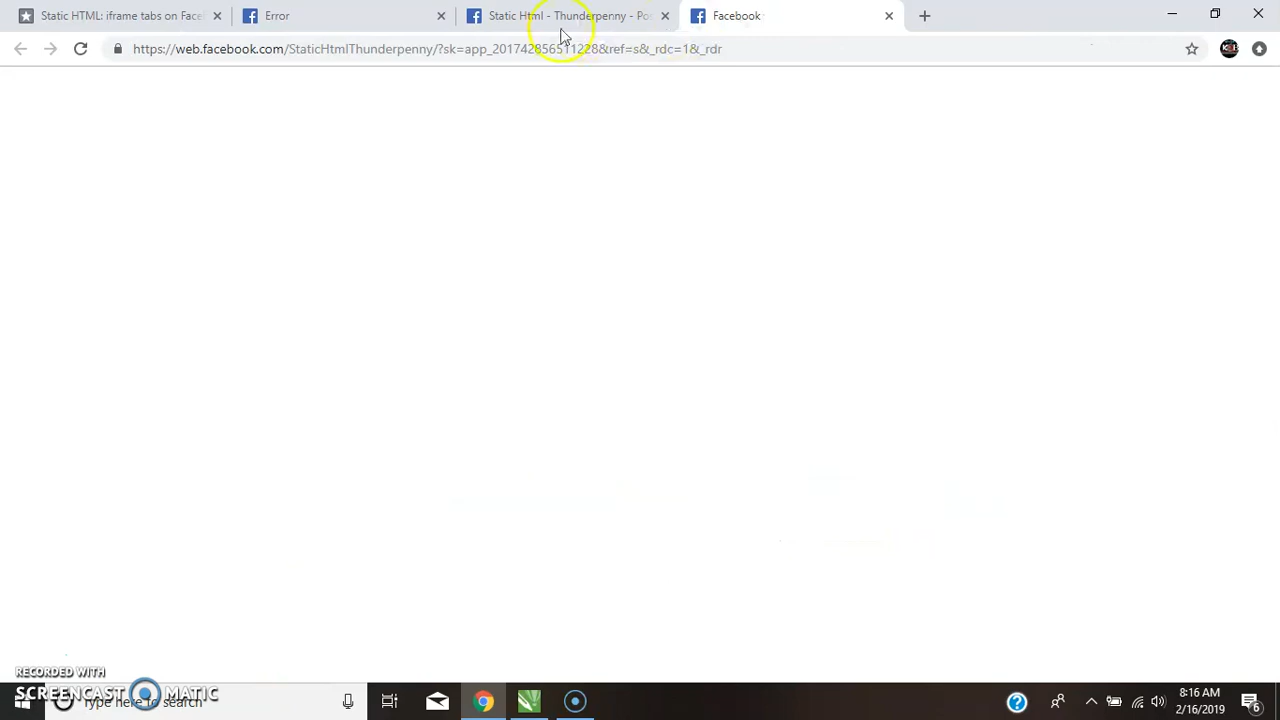 Static HTML: iframe tabs on Face
Error
Static Html - Thunderpenny - Po
Facebook
https://web.facebook.com/StaticHtmlThunderpenny/?sk=app_201742856511228&ref=s&_rdc=1&_rdr
RECORDED WITH
SCREENCAST MATIC
Type here to search
8:16 AM
2/16/2019
6